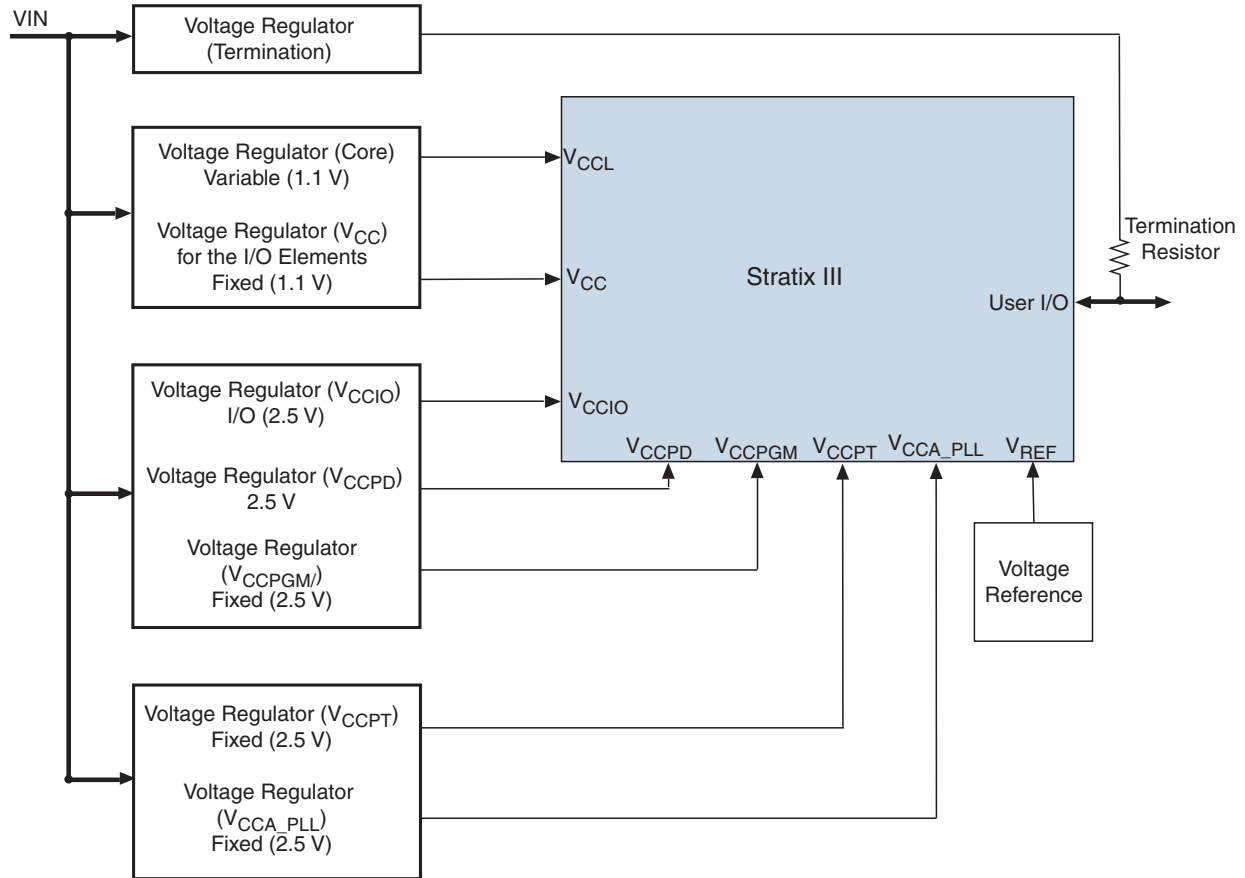 VIN
Voltage Regulator
(Termination)
Voltage Regulator (Core)
Variable (1.1 V)
Voltage Regulator (VCC)
for the I/O Elements
Fixed (1.1 V)
VCCL
VCC
Stratix III
User I/O
Termination
Resistor
Voltage Regulator (VCCIO)
I/O (2.5 V)
Voltage Regulator (VCCPD)
2.5 V
Voltage Regulator
(VCCPGM/)
Fixed (2.5 V)
VCCIO
VCCPD
VCCPGM
VCCPT
VCCA_PLL
VREF
Voltage
Reference
Voltage Regulator (VCCPT)
Fixed (2.5 V)
Voltage Regulator
(VCCA_PLL)
Fixed (2.5 V)